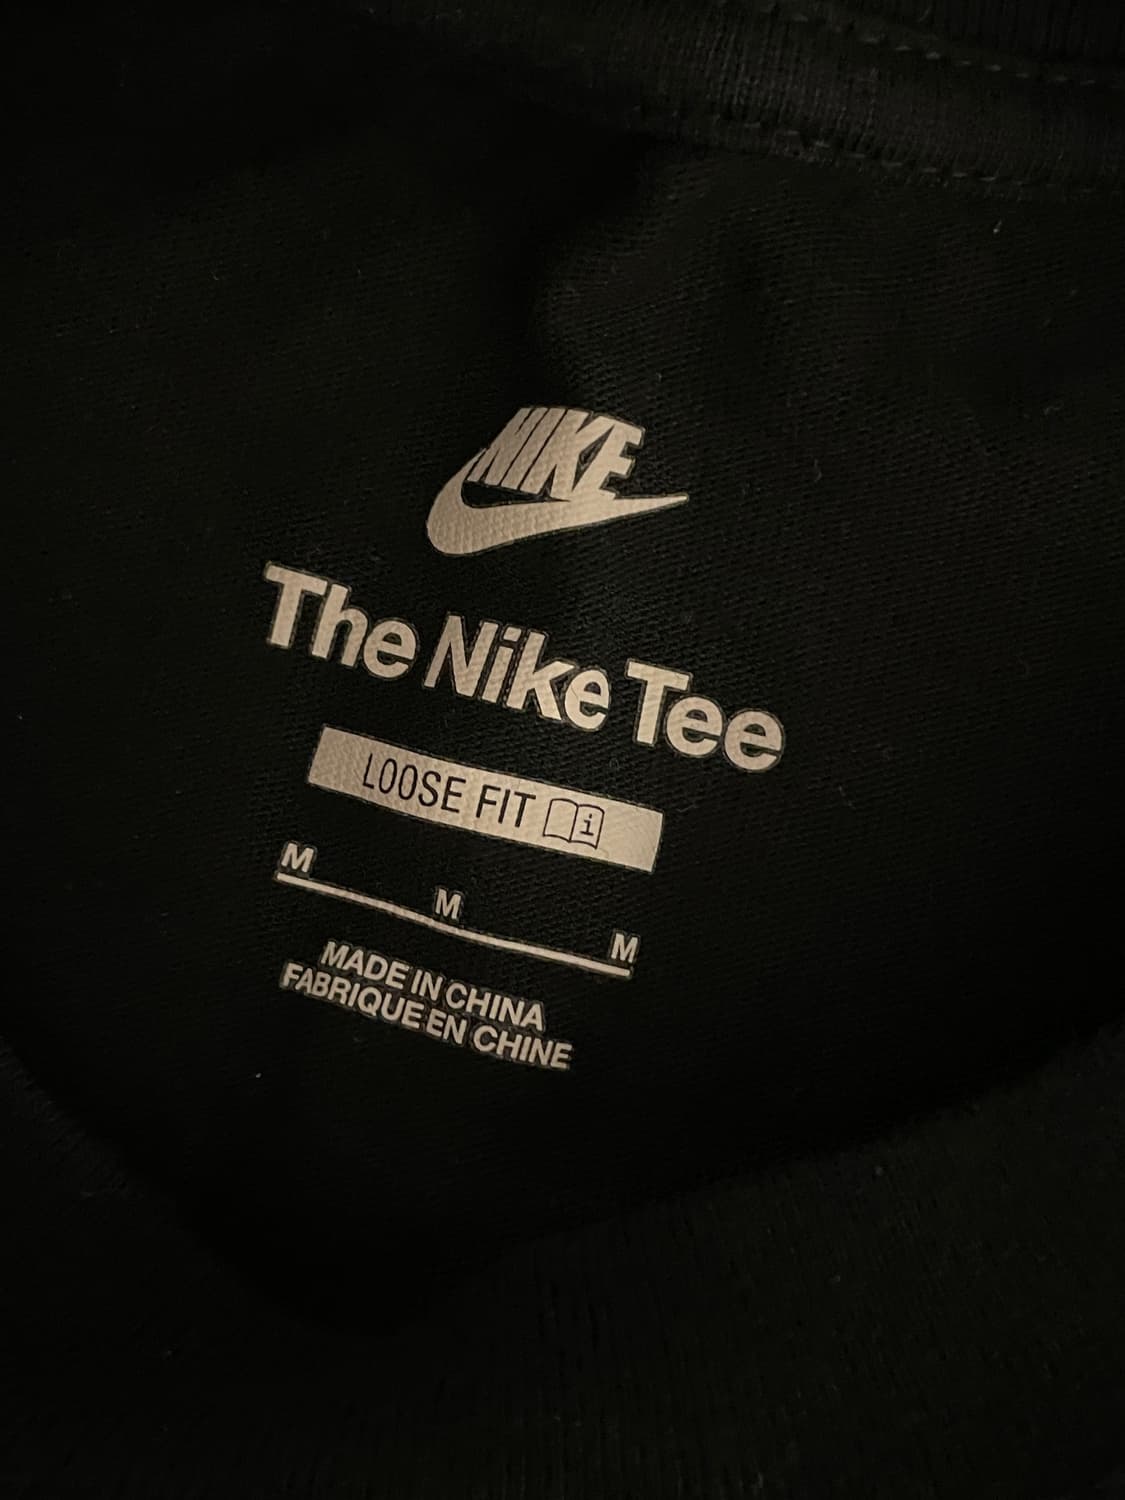 NIKE
The Nike Tee
LOOSE FIT i
M M M
MADE IN CHINA
FABRIQUE EN CHINE